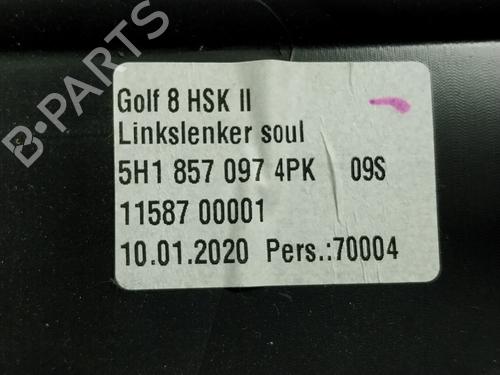 B-PARTS
Golf 8 HSK II
Linkslenker soul
5H1 857 097 4PK 09S
11587 00001
10.01.2020 Pers.:70004